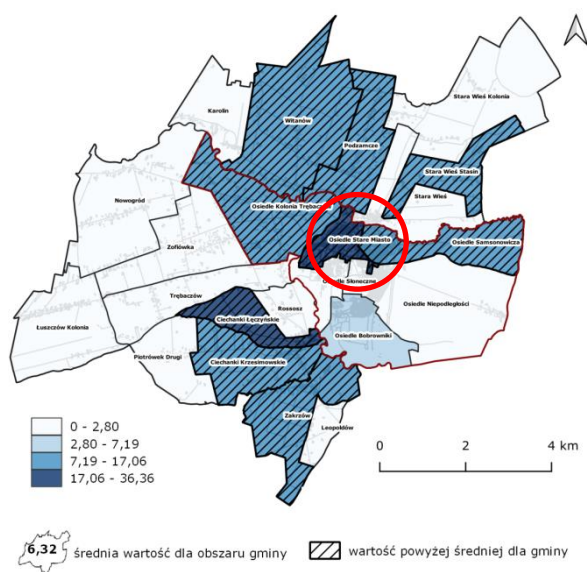 Karolin
Witanów
Podzamcze
Stara Wieś Kolonia
Stara Wieś Stasin
Stara Wieś
Nowogród
Osiedle Kolonia Trębaczów
Zofiówka
Osiedle Stare Miasto
Osiedle Samsonowicza
Osiedle Słoneczne
Trębaczów
Rossosz
Osiedle Niepodległości
Łuszczów Kolonia
Ciechanki Łęczyńskie
Osiedle Bobrowniki
Piotrówek Drugi
Ciechanki Krzesimowskie
Zakrzów
Leopoldów
0 - 2,80
2,80 - 7,19
7,19 - 17,06
17,06 - 36,36
0 2 4 km
6,32 średnia wartość dla obszaru gminy
wartość powyżej średniej dla gminy